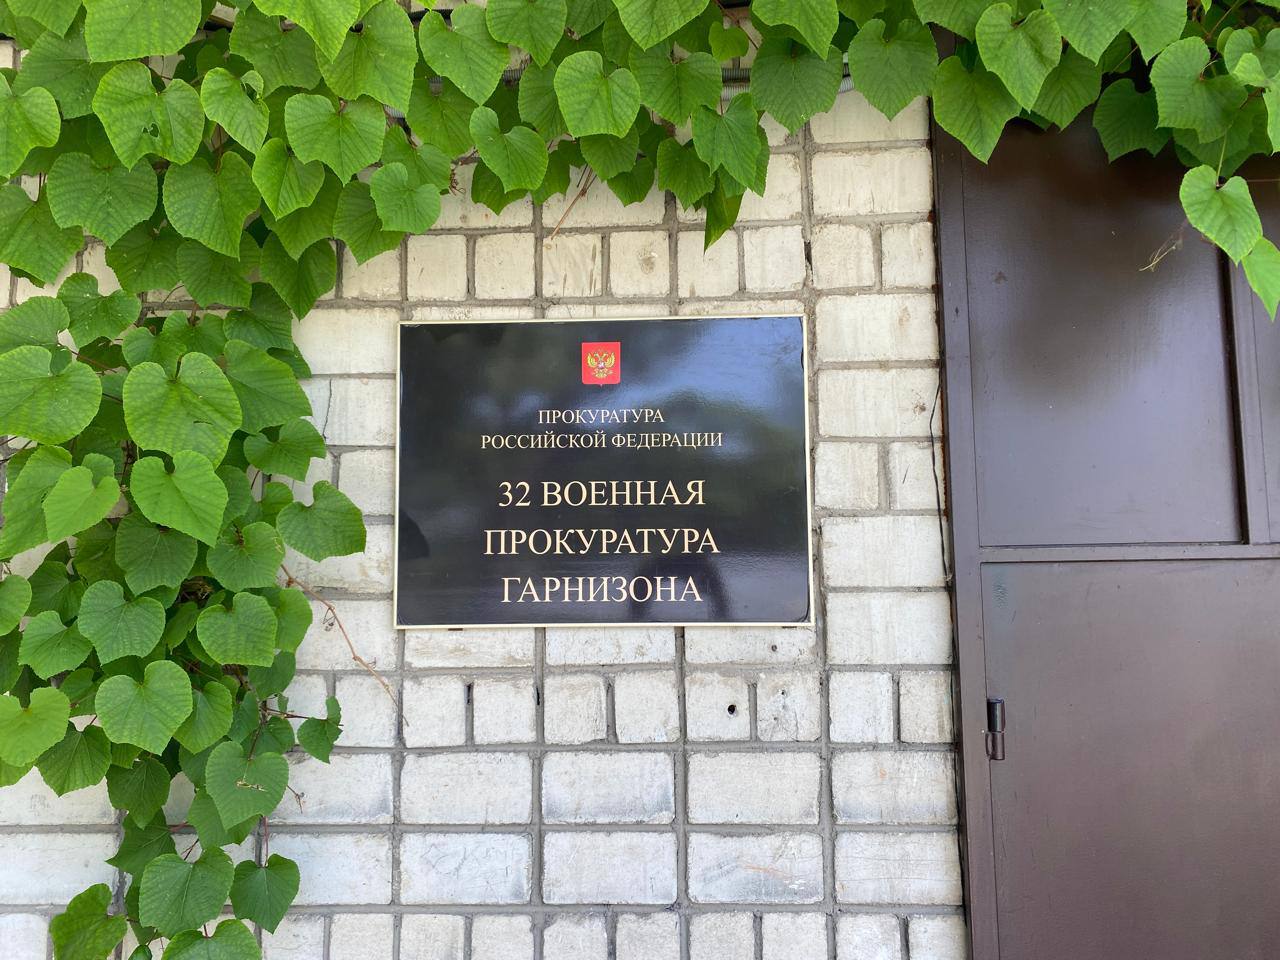 ПРОКУРАТУРА
РОССИЙСКОЙ ФЕДЕРАЦИИ
32 ВОЕННАЯ
ПРОКУРАТУРА
ГАРНИЗОНА